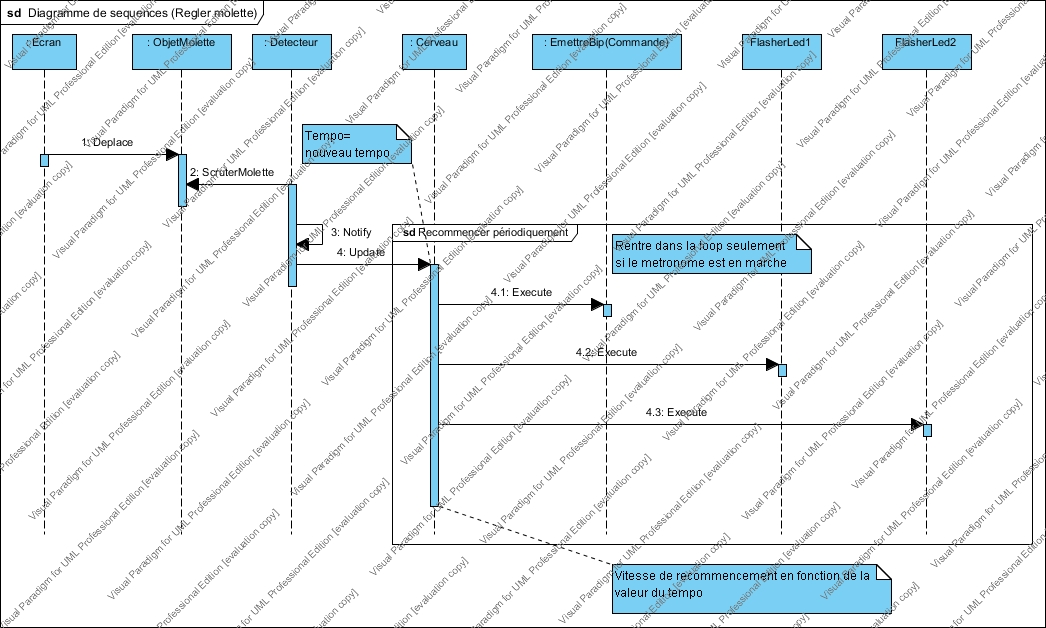 sd Diagramme de sequences (Regler molette)
: Ecran
: ObjetMolette
: Detecteur
: Cerveau
: EmettreBip(Commande)
FlasherLed1
FlasherLed2
1: Deplace
Tempo=
nouveau tempo
2: ScruterMolette
3: Notify
sd Recommencer périodiquement
Rentre dans la loop seulement
si le metronome est en marche
4: Update
4.1: Execute
4.2: Execute
4.3: Execute
Vitesse de recommencement en fonction de la
valeur du tempo
Visual Paradigm for UML Professional Edition [evaluation copy]